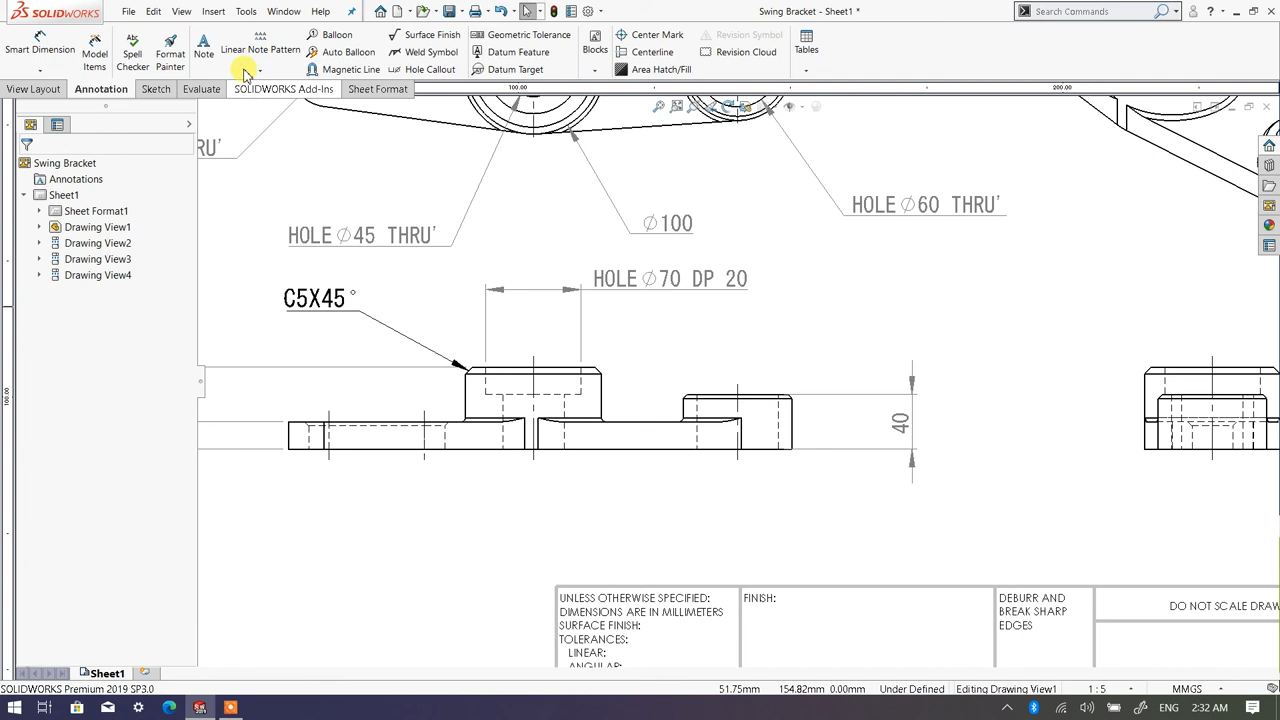 SOLIDWORKS
File
Edit
View
Insert
Tools
Window
Help
Swing Bracket - Sheet1 *
Search Commands
Smart Dimension
Model Items
Spell Checker
Format Painter
Note
Linear Note Pattern
Balloon
Auto Balloon
Magnetic Line
Surface Finish
Weld Symbol
Hole Callout
Geometric Tolerance
Datum Feature
Datum Target
Blocks
Center Mark
Centerline
Area Hatch/Fill
Revision Symbol
Revision Cloud
Tables
View Layout
Annotation
Sketch
Evaluate
SOLIDWORKS Add-Ins
Sheet Format
100.00
200.00
Swing Bracket
Annotations
Sheet1
Sheet Format1
Drawing View1
Drawing View2
Drawing View3
Drawing View4
100.00
RU'
HOLE ∅45 THRU'
∅100
HOLE ∅60 THRU'
HOLE ∅70 DP 20
C5X45°
40
UNLESS OTHERWISE SPECIFIED:
DIMENSIONS ARE IN MILLIMETERS
SURFACE FINISH:
TOLERANCES:
LINEAR:
ANGULAR:
FINISH:
DEBURR AND
BREAK SHARP
EDGES
DO NOT SCALE DRAW
Sheet1
SOLIDWORKS Premium 2019 SP3.0
51.75mm
154.82mm 0.00mm
Under Defined
Editing Drawing View1
1 : 5
MMGS
ENG
2:32 AM